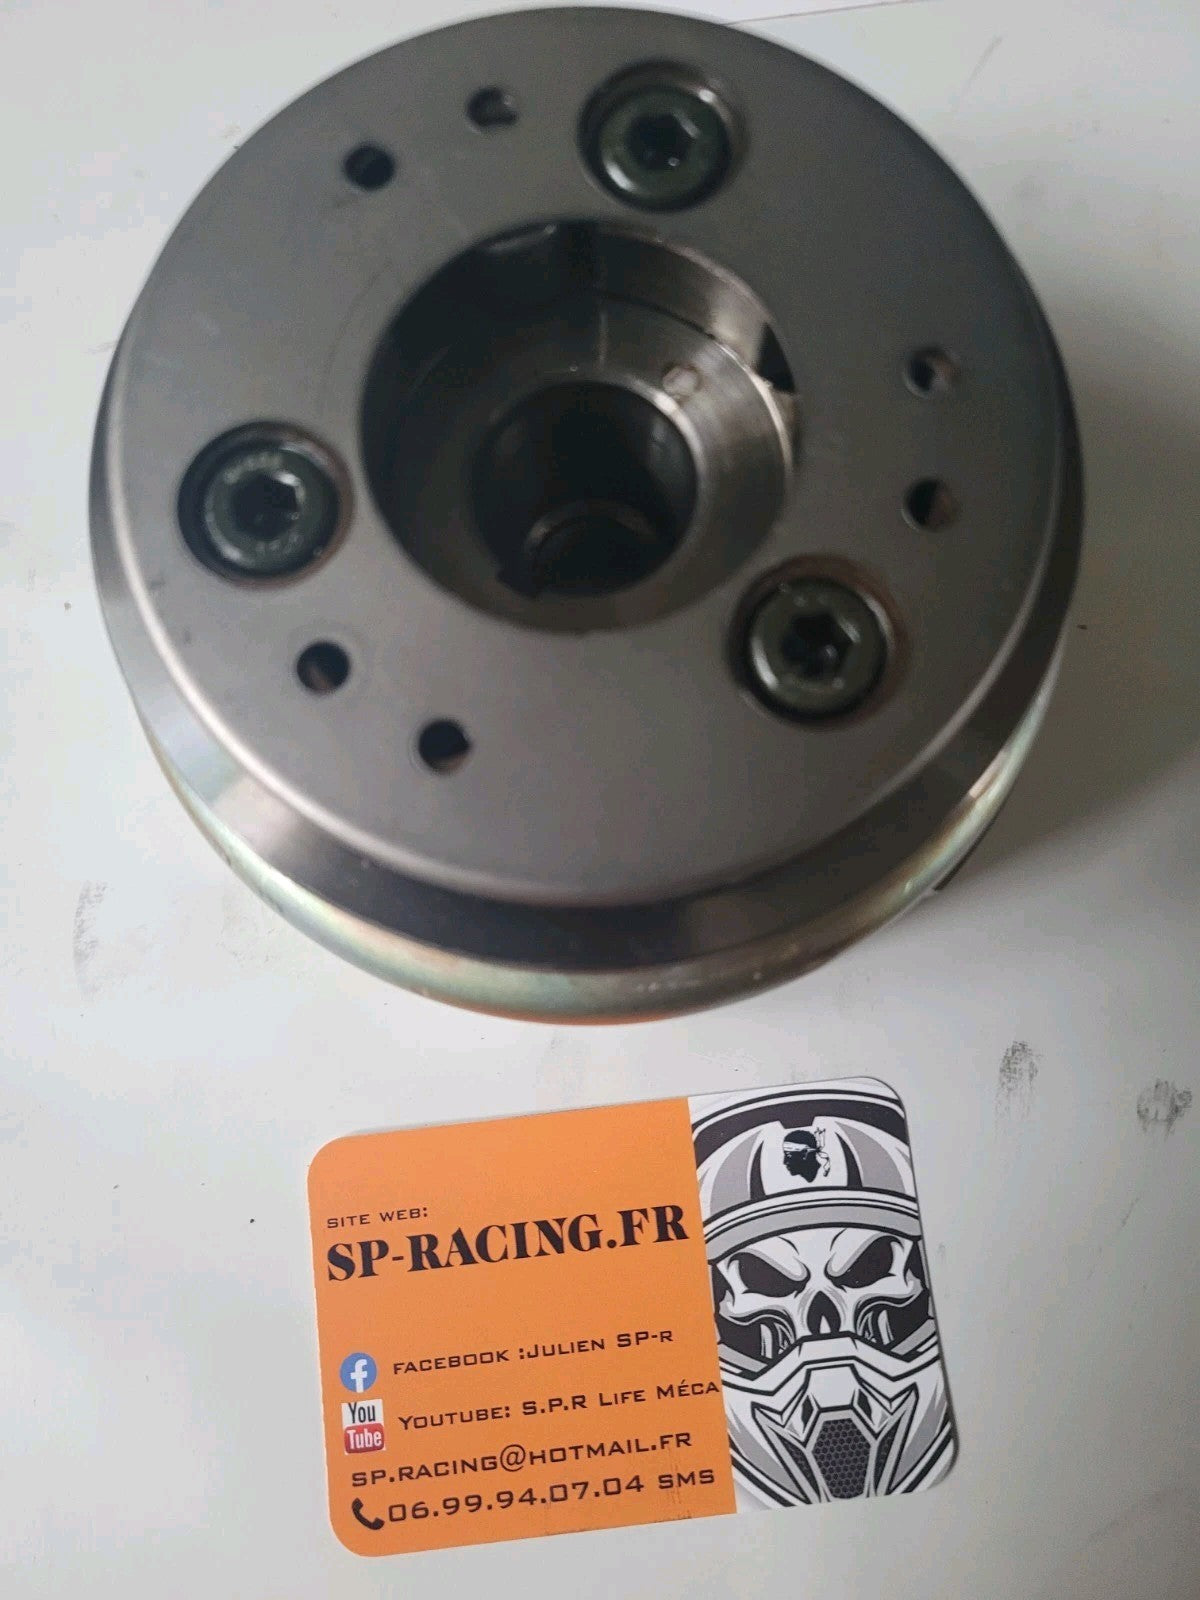 SITE WEB:
SP-RACING.FR
FACEBOOK :JULIEN SP-R
You
Tube
YOUTUBE: S.P.R LIFE MÉCA
SP.RACING@HOTMAIL.FR
06.99.94.07.04 SMS